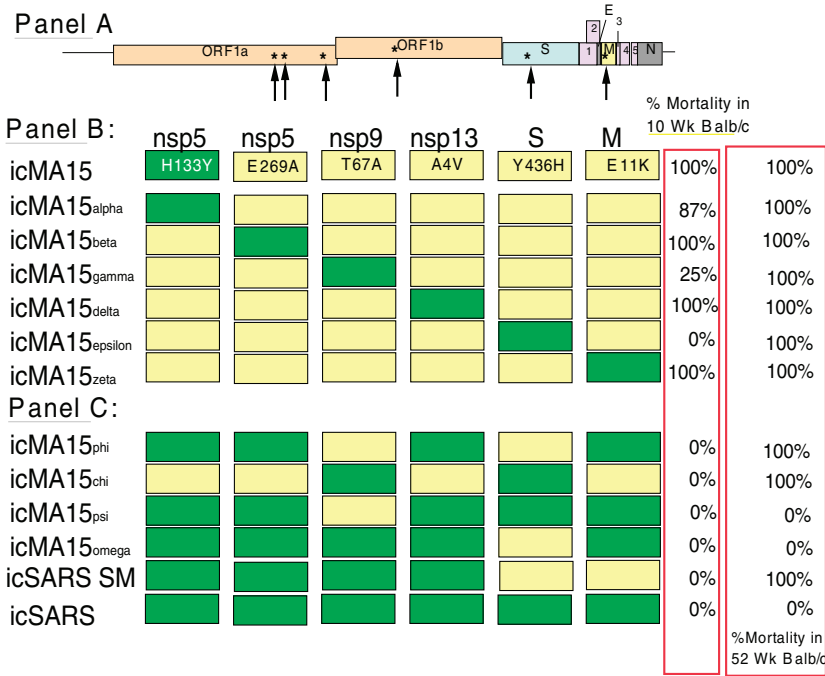 Panel A
E
2
3
ORF1a
* *
*
* ORF1b
S
*
1
M
*
4
5
N
% Mortality in
10 Wk Balb/c
Panel B:
nsp5 nsp5 nsp9 nsp13 S M
icMA15 H133Y E269A T67A A4V Y436H E11K 100% 100%
icMA15alpha 87% 100%
icMA15beta 100% 100%
icMA15gamma 25% 100%
icMA15delta 100% 100%
icMA15epsilon 0% 100%
icMA15zeta 100% 100%
Panel C:
icMA15phi 0% 100%
icMA15chi 0% 100%
icMA15psi 0% 0%
icMA15omega 0% 0%
icSARS SM 0% 100%
icSARS 0% 0%
%Mortality in
52 Wk Balb/c